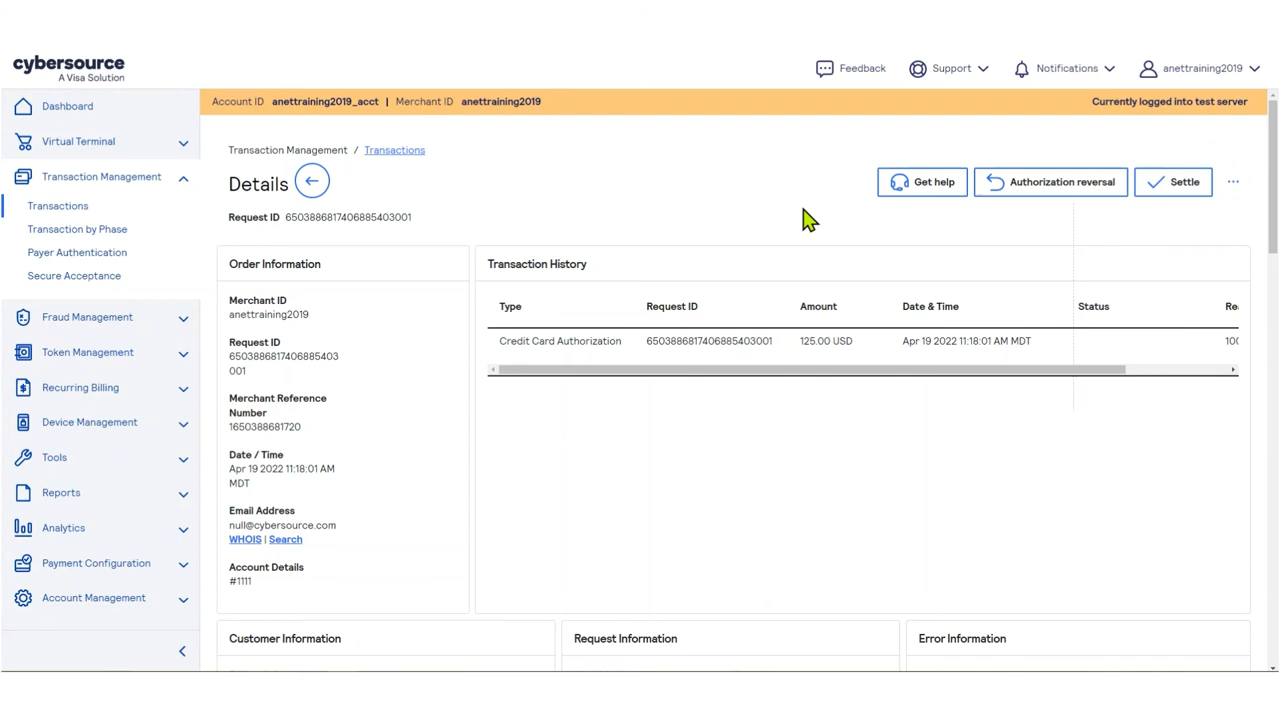 cybersource
A Visa Solution
Feedback
Support
Notifications
anettraining2019
Account ID anettraining2019_acct | Merchant ID anettraining2019
Currently logged into test server
Dashboard
Virtual Terminal
Transaction Management
Transactions
Transaction by Phase
Payer Authentication
Secure Acceptance
Fraud Management
Token Management
Recurring Billing
Device Management
Tools
Reports
Analytics
Payment Configuration
Account Management
Transaction Management / Transactions
Details
Get help
Authorization reversal
Settle
Request ID 6503886817406885403001
Order Information
Merchant ID
anettraining2019
Request ID
6503886817406885403
001
Merchant Reference
Number
1650388681720
Date / Time
Apr 19 2022 11:18:01 AM
MDT
Email Address
null@cybersource.com
WHOIS | Search
Account Details
#1111
Transaction History
Type Request ID Amount Date & Time Status
Credit Card Authorization 6503886817406885403001 125.00 USD Apr 19 2022 11:18:01 AM MDT
Customer Information
Request Information
Error Information